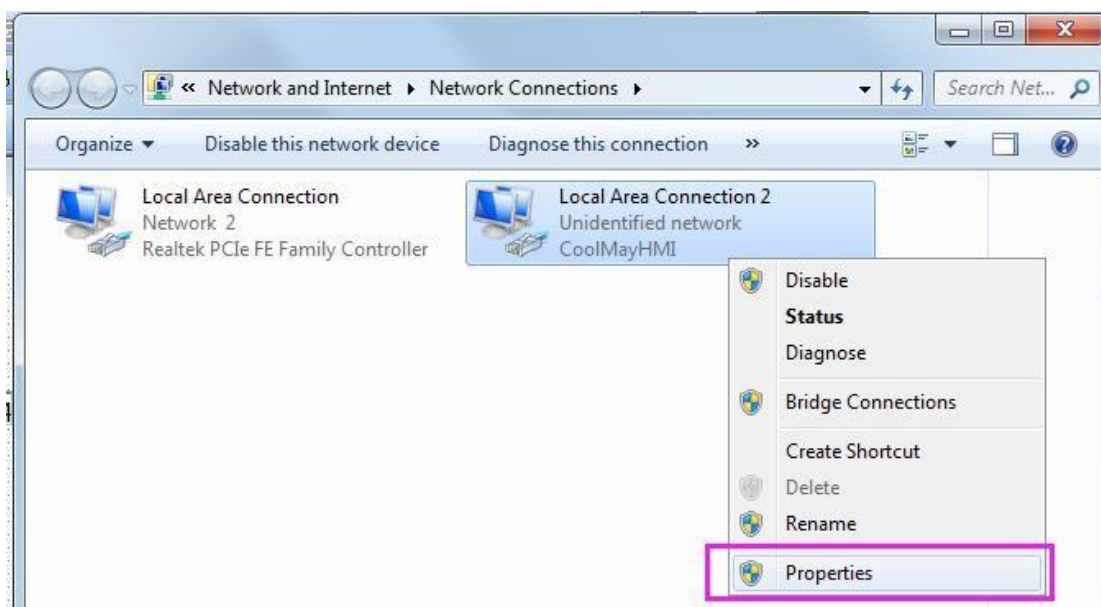 « Network and Internet ▸ Network Connections ▸ Search Net...
Organize Disable this network device Diagnose this connection »
Local Area Connection
Network 2
Realtek PCIe FE Family Controller
Local Area Connection 2
Unidentified network
CoolMayHMI
Disable
Status
Diagnose
Bridge Connections
Create Shortcut
Delete
Rename
Properties